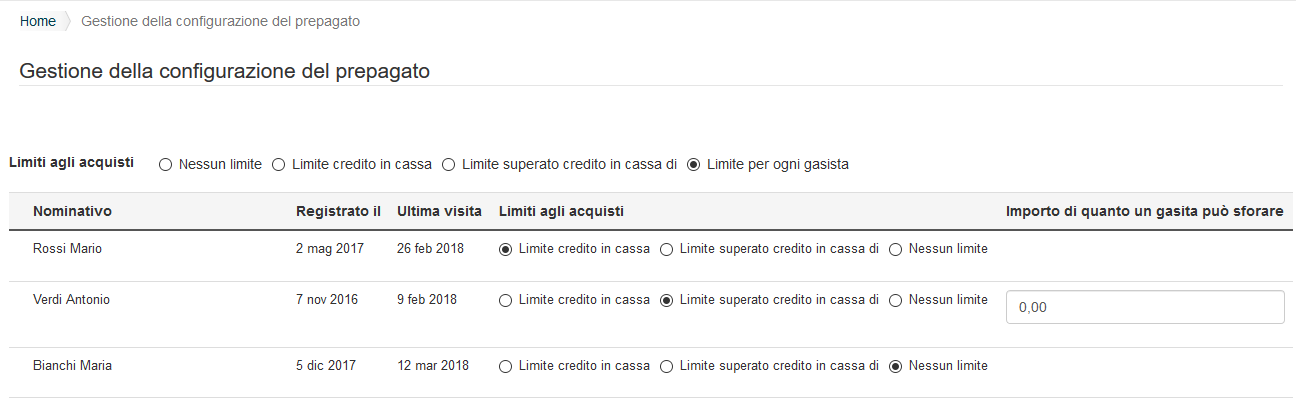 Home Gestione della configurazione del prepagato
Gestione della configurazione del prepagato
Limiti agli acquisti Nessun limite Limite credito in cassa Limite superato credito in cassa di Limite per ogni gasista
Nominativo Registrato il Ultima visita Limiti agli acquisti Importo di quanto un gasita può sforare
Rossi Mario 2 mag 2017 26 feb 2018 Limite credito in cassa Limite superato credito in cassa di Nessun limite
Verdi Antonio 7 nov 2016 9 feb 2018 Limite credito in cassa Limite superato credito in cassa di Nessun limite 0,00
Bianchi Maria 5 dic 2017 12 mar 2018 Limite credito in cassa Limite superato credito in cassa di Nessun limite